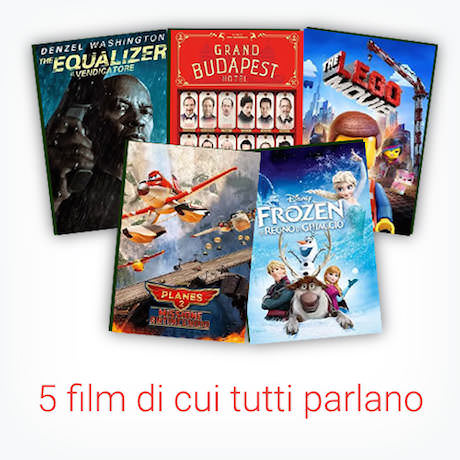 DENZEL WASHINGTON
THE EQUALIZER
IL VENDICATORE
GRAND
BUDAPEST
HOTEL
THE
LEGO
MOVIE
PLANES
2
Disney
FROZEN
IL REGNO DI GHIACCIO
5 film di cui tutti parlano